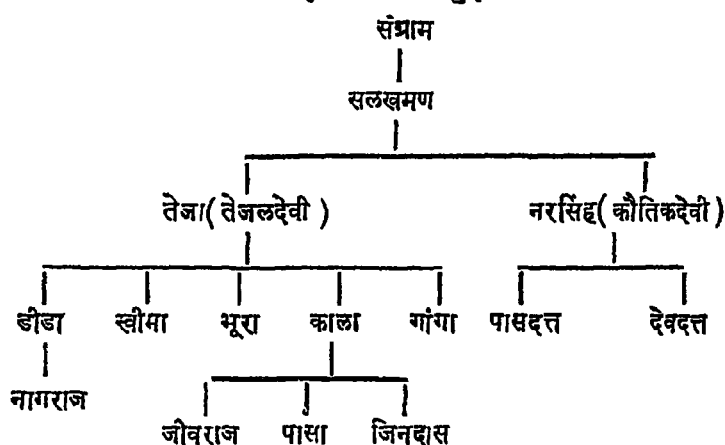 संग्राम
सलखमण
तेजा (तेजलदेवी) नरसिंह (कौतिकदेवी)
डीडा खीमा भूरा काला गांगा पासदत्त देवदत्त
नागराज
जीवराज पासा जिनदास